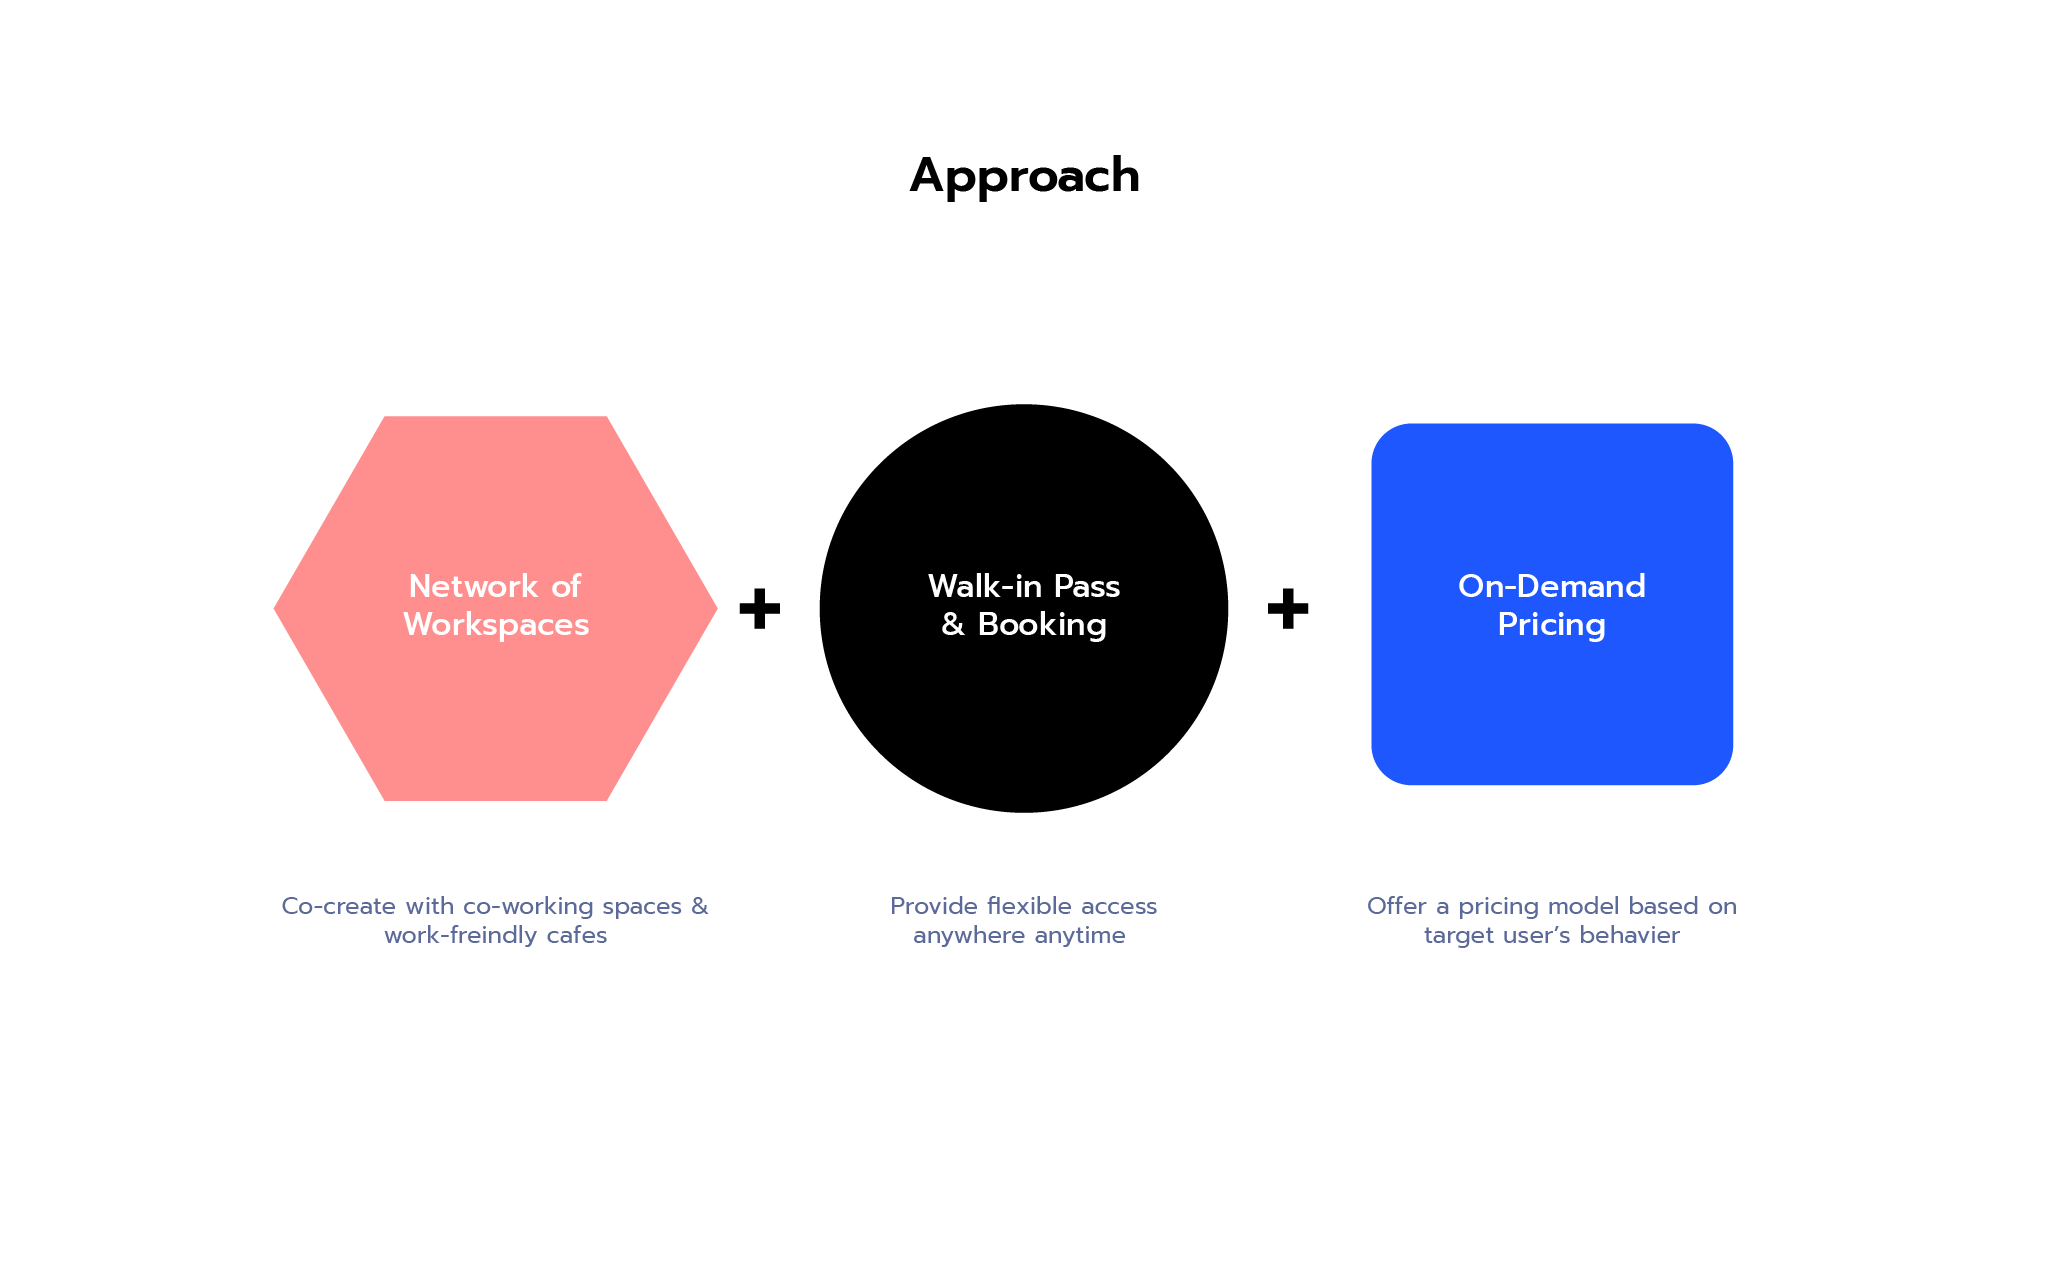 Approach
Network of
Workspaces
+
Walk-in Pass
& Booking
+
On-Demand
Pricing
Co-create with co-working spaces &
work-freindly cafes
Provide flexible access
anywhere anytime
Offer a pricing model based on
target user’s behavier